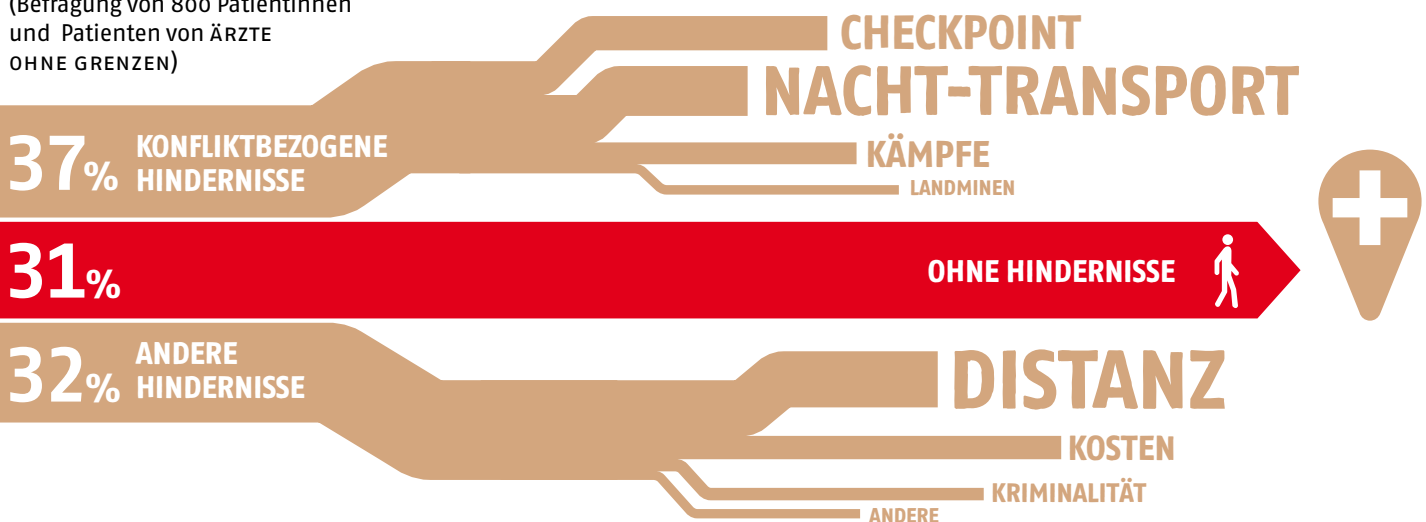 (Befragung von 800 Patientinnen
und Patienten von ÄRZTE
OHNE GRENZEN)
CHECKPOINT
NACHT-TRANSPORT
37% KONFLIKTBEZOGENE
HINDERNISSE
KÄMPFE
LANDMINEN
31%
OHNE HINDERNISSE
32% ANDERE
HINDERNISSE
DISTANZ
KOSTEN
KRIMINALITÄT
ANDERE